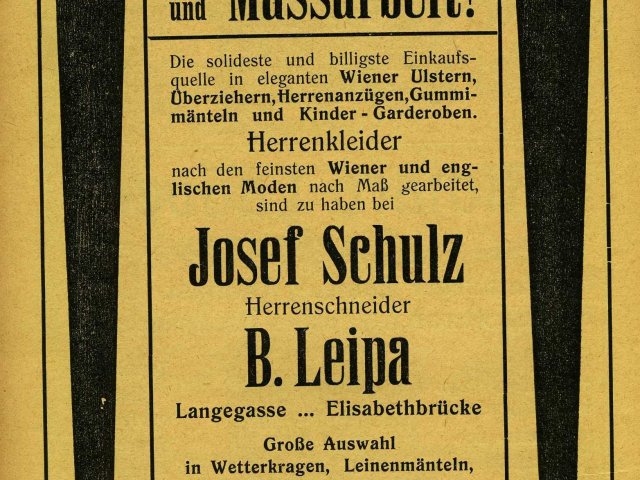 und Massarbeit!
Die solideste und billigste Einkaufs-
quelle in eleganten Wiener Ulstern,
Überziehern,Herrenanzügen,Gummi-
mänteln und Kinder-Garderoben.
Herrenkleider
nach den feinsten Wiener und eng-
lischen Moden nach Maß gearbeitet,
sind zu haben bei
Josef Schulz
Herrenschneider
B. Leipa
Langegasse ... Elisabethbrücke
Große Auswahl
in Wetterkragen, Leinenmänteln,